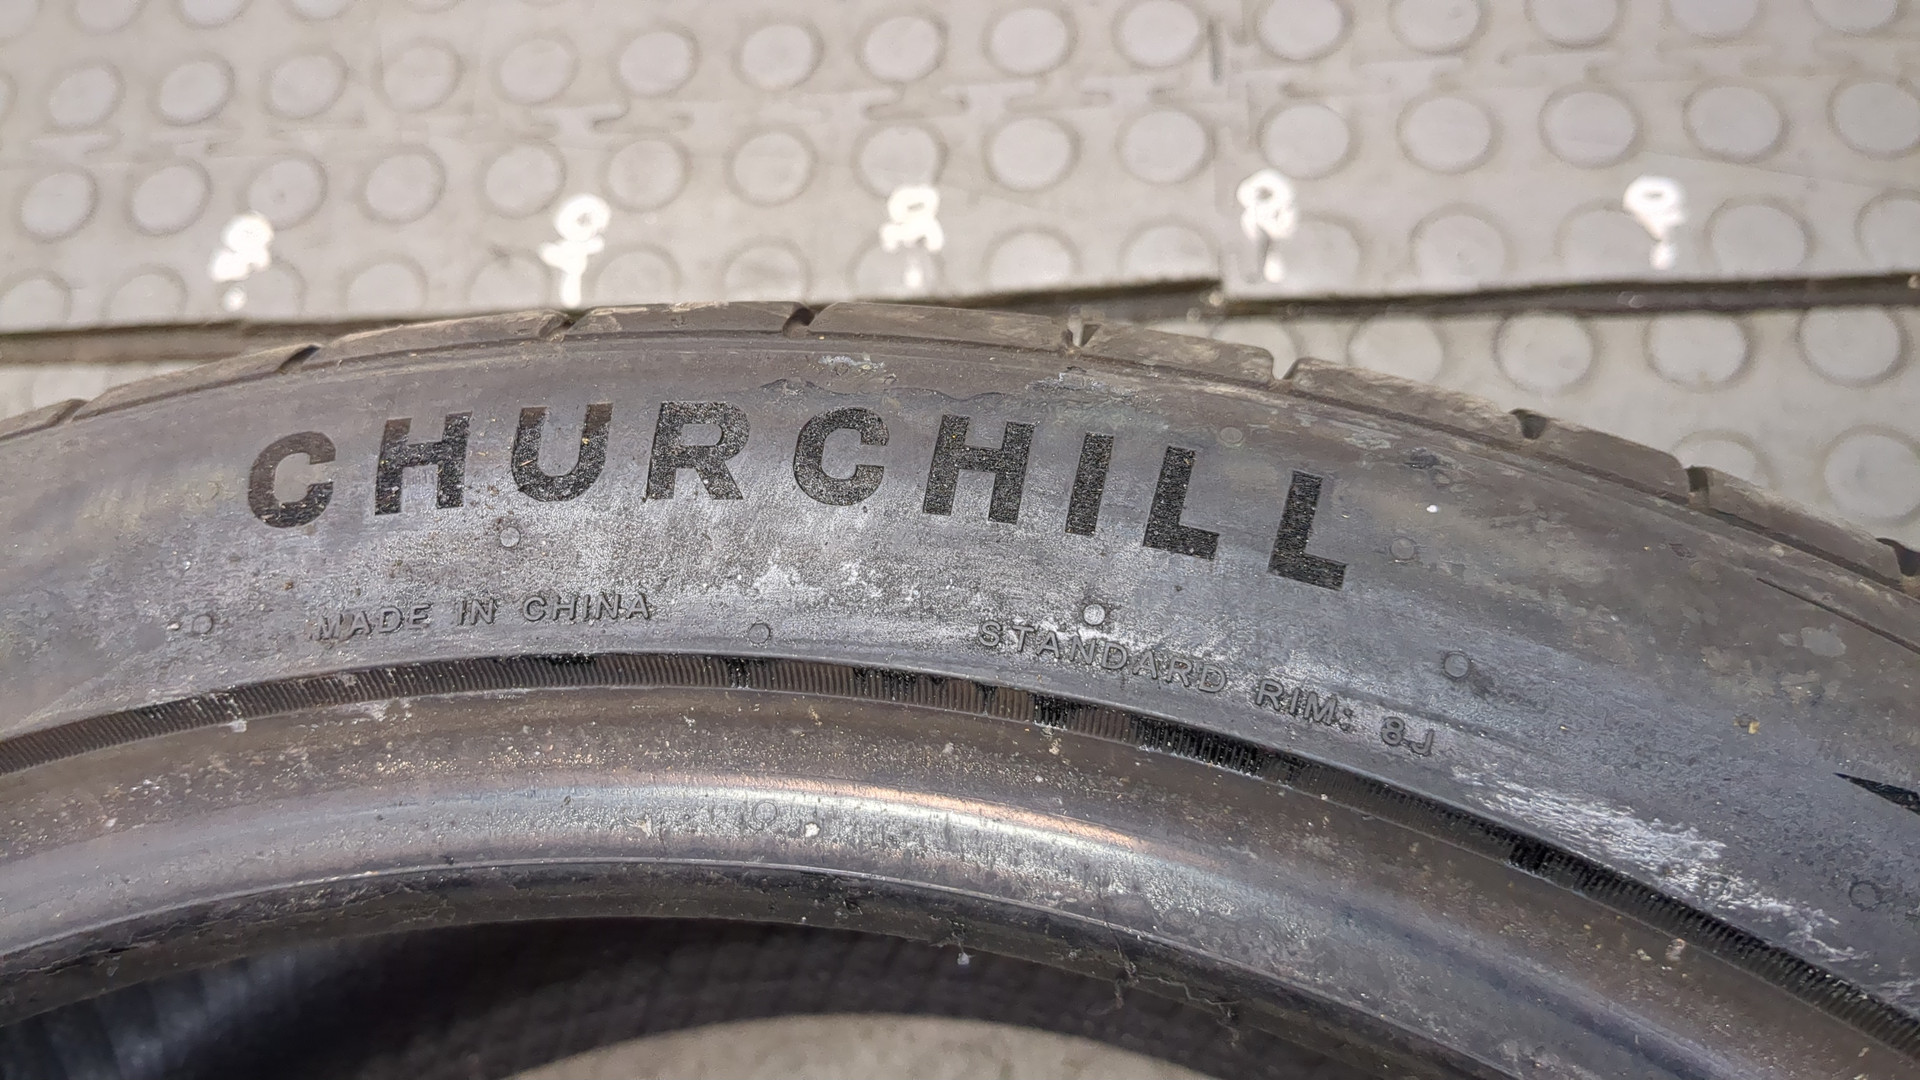 CHURCHILL
MADE IN CHINA
STANDARD RIM: 8J